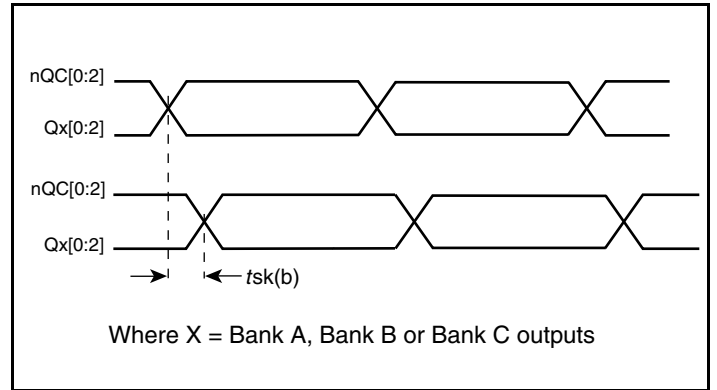 nQC[0:2]
Qx[0:2]
nQC[0:2]
Qx[0:2]
tsk(b)
Where X = Bank A, Bank B or Bank C outputs